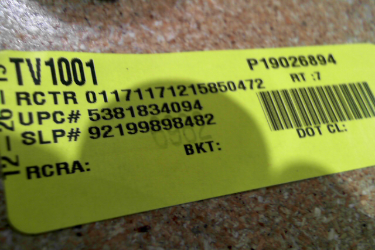 TV1001 P19026894
RCTR 01171171215850472 RT :7
UPC# 5381834094
SLP# 92199898482 DOT CL:
BKT:
RCRA: